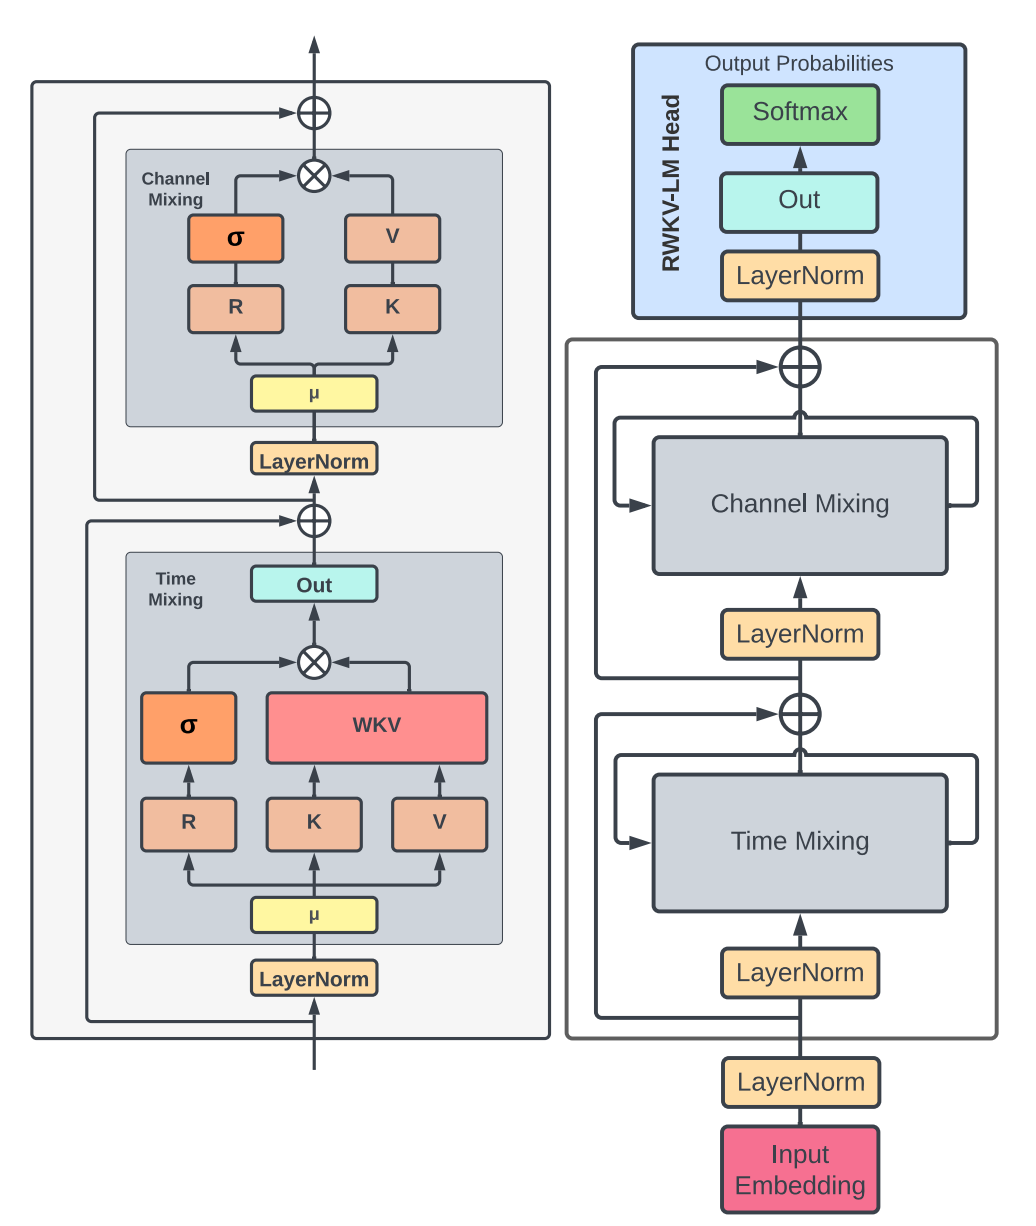 Channel
Mixing
σ
V
R
K
μ
LayerNorm
Time
Mixing
Out
σ
WKV
R
K
V
μ
LayerNorm
Output Probabilities
RWKV-LM Head
Softmax
Out
LayerNorm
Channel Mixing
LayerNorm
Time Mixing
LayerNorm
LayerNorm
Input
Embedding